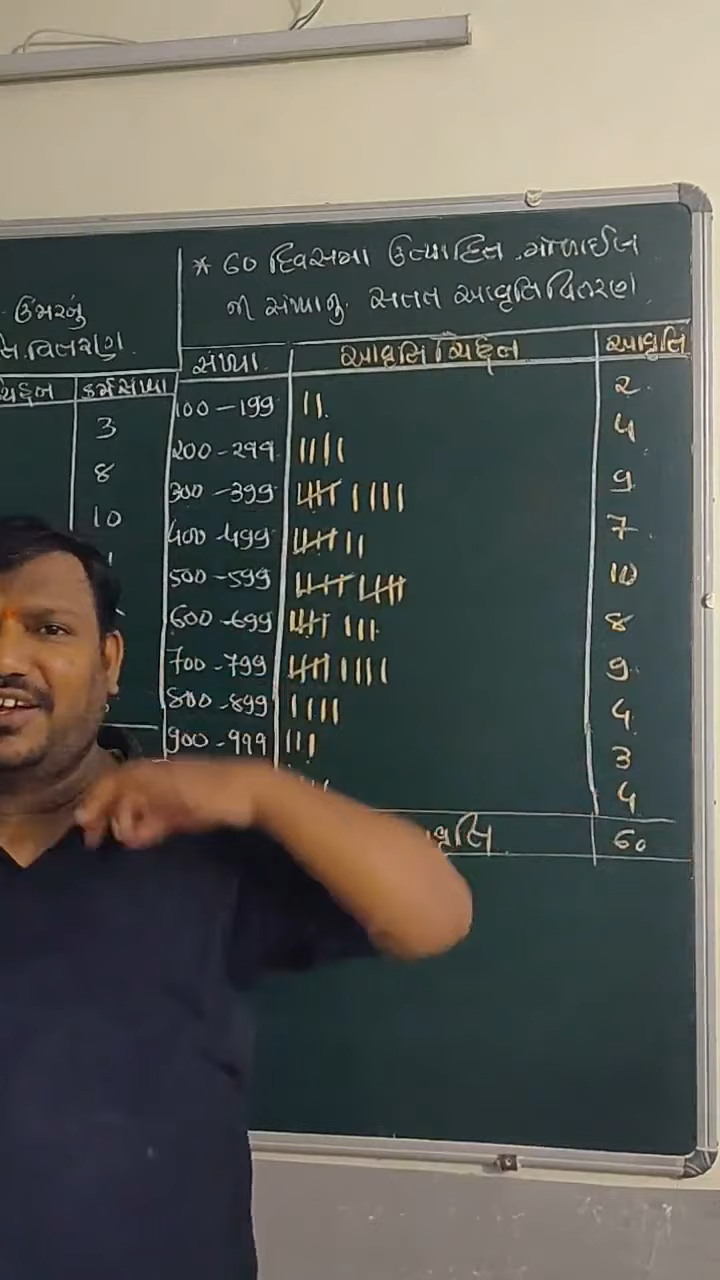 ઉંમરનું
વિતરણ.
ચિહ્ન કર્મસંખ્યા
3
8
10
* 60 દિવસમા ઉત્પાદિત મોબાઈલ
ની સંખ્યાનુ સતત આવૃત્તિ વિતરણ
સંખ્યા આવૃત્તિ ચિહ્ન આવૃત્તિ
100 - 199 || 2
200 - 299 |||| 4
300 - 399 |||| |||| 9
400 - 499 |||| || 7
500 - 599 |||| |||| 10
600 - 699 |||| ||| 8
700 - 799 |||| |||| 9
800 - 899 |||| 4
900 - 999 ||| 3
4
60